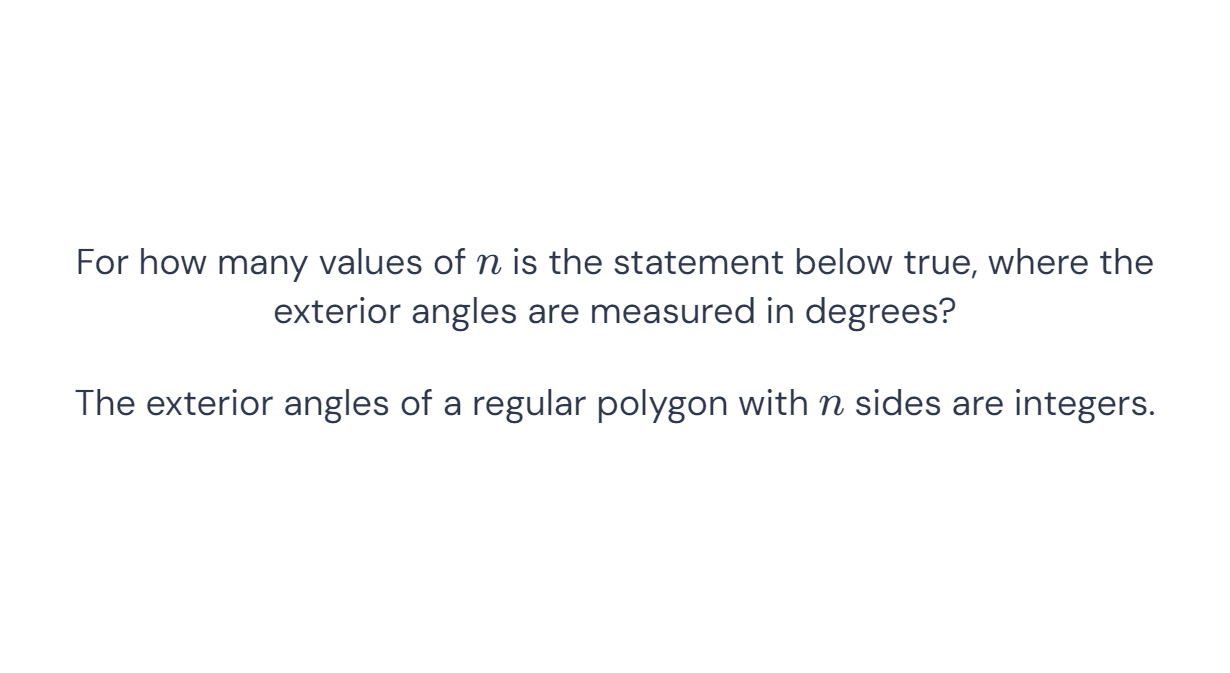 For how many values of n is the statement below true, where the
exterior angles are measured in degrees?
The exterior angles of a regular polygon with n sides are integers.